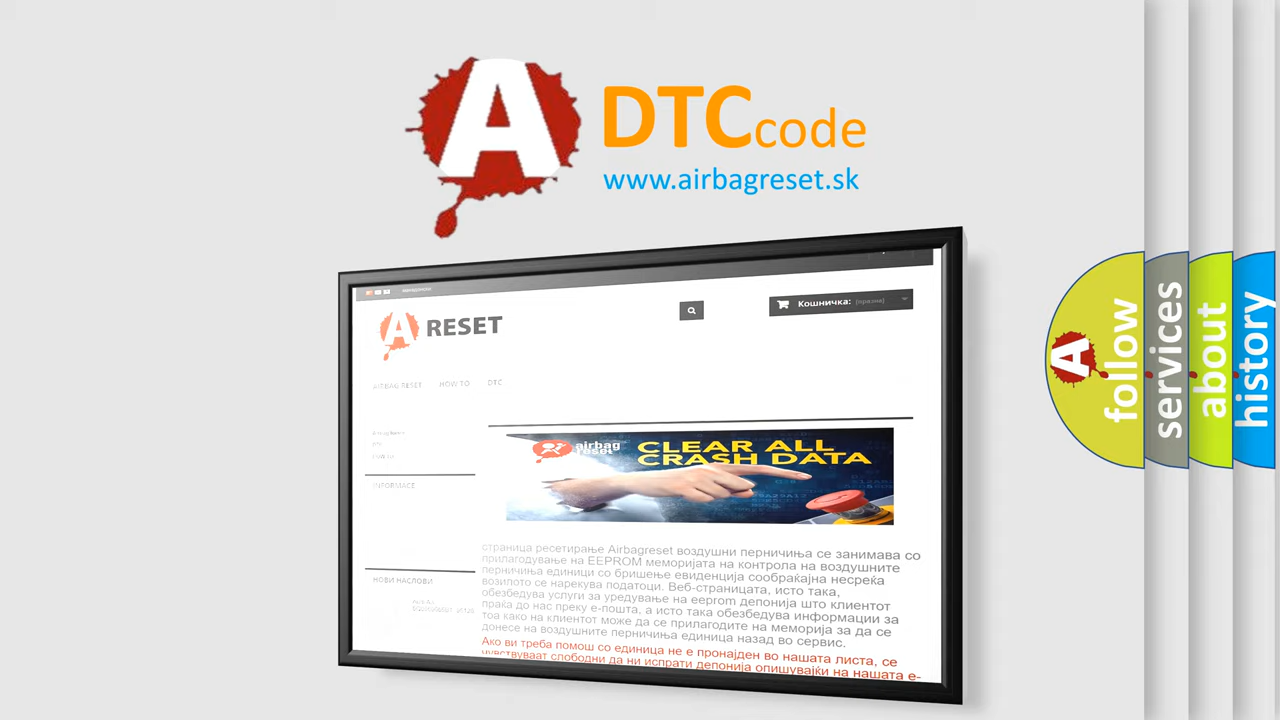 A DTCcode
www.airbagreset.sk
Кошничка: (празно)
A RESET
AIRBAG RESET HOW TO DTC
airbag
reset
CLEAR ALL
CRASH DATA
INFORMACE
НОВИ НАСЛОВИ
страница ресетирање Airbagreset воздушни перничиња се занимава со
прилагодување на EEPROM меморијата на контрола на воздушните
перничиња единици со бришење евиденција сообраќајна несреќа
возилото се нарекува податоци. Веб-страницата, исто така,
обезбедува услуги за уредување на eeprom депонија што клиентот
праќа до нас преку е-пошта, а исто така обезбедува информации за
тоа како на клиентот може да се прилагодите на меморија за да се
донесе на воздушните перничиња единица назад во сервис.
Ако ви треба помош со единица не е пронајден во нашата листа, се
чувствуваат слободни да ни испрати депонија опишувајќи на нашата е-
A
follow
services
about
history